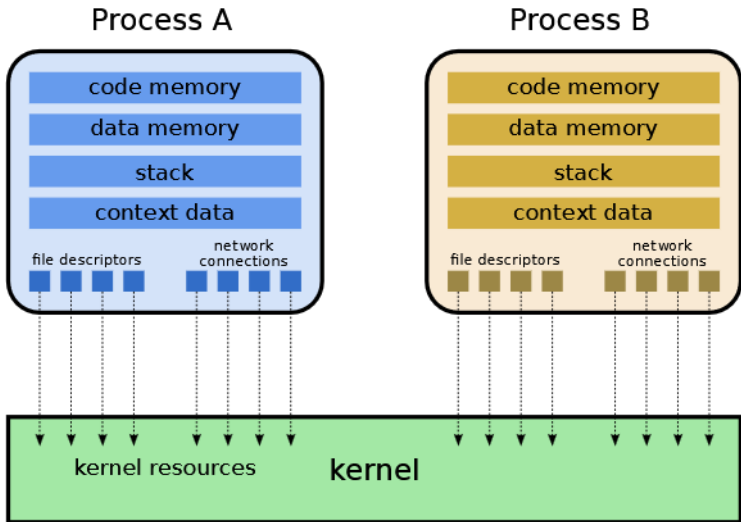 Process A
Process B
code memory
data memory
stack
context data
file descriptors
network
connections
code memory
data memory
stack
context data
file descriptors
network
connections
kernel resources
kernel